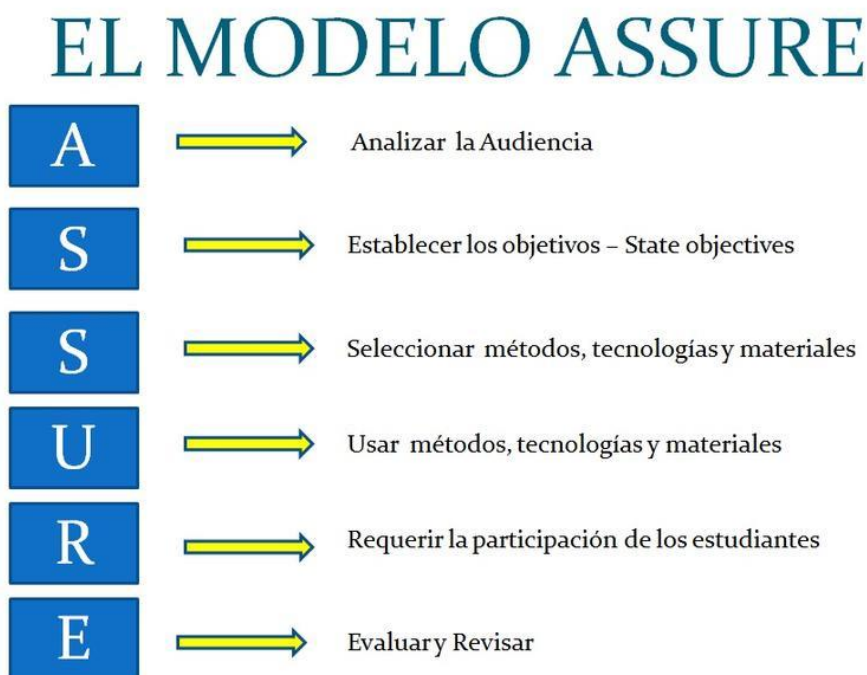 EL MODELO ASSURE
A Analizar la Audiencia
S Establecer los objetivos – State objectives
S Seleccionar métodos, tecnologías y materiales
U Usar métodos, tecnologías y materiales
R Requerir la participación de los estudiantes
E Evaluar y Revisar